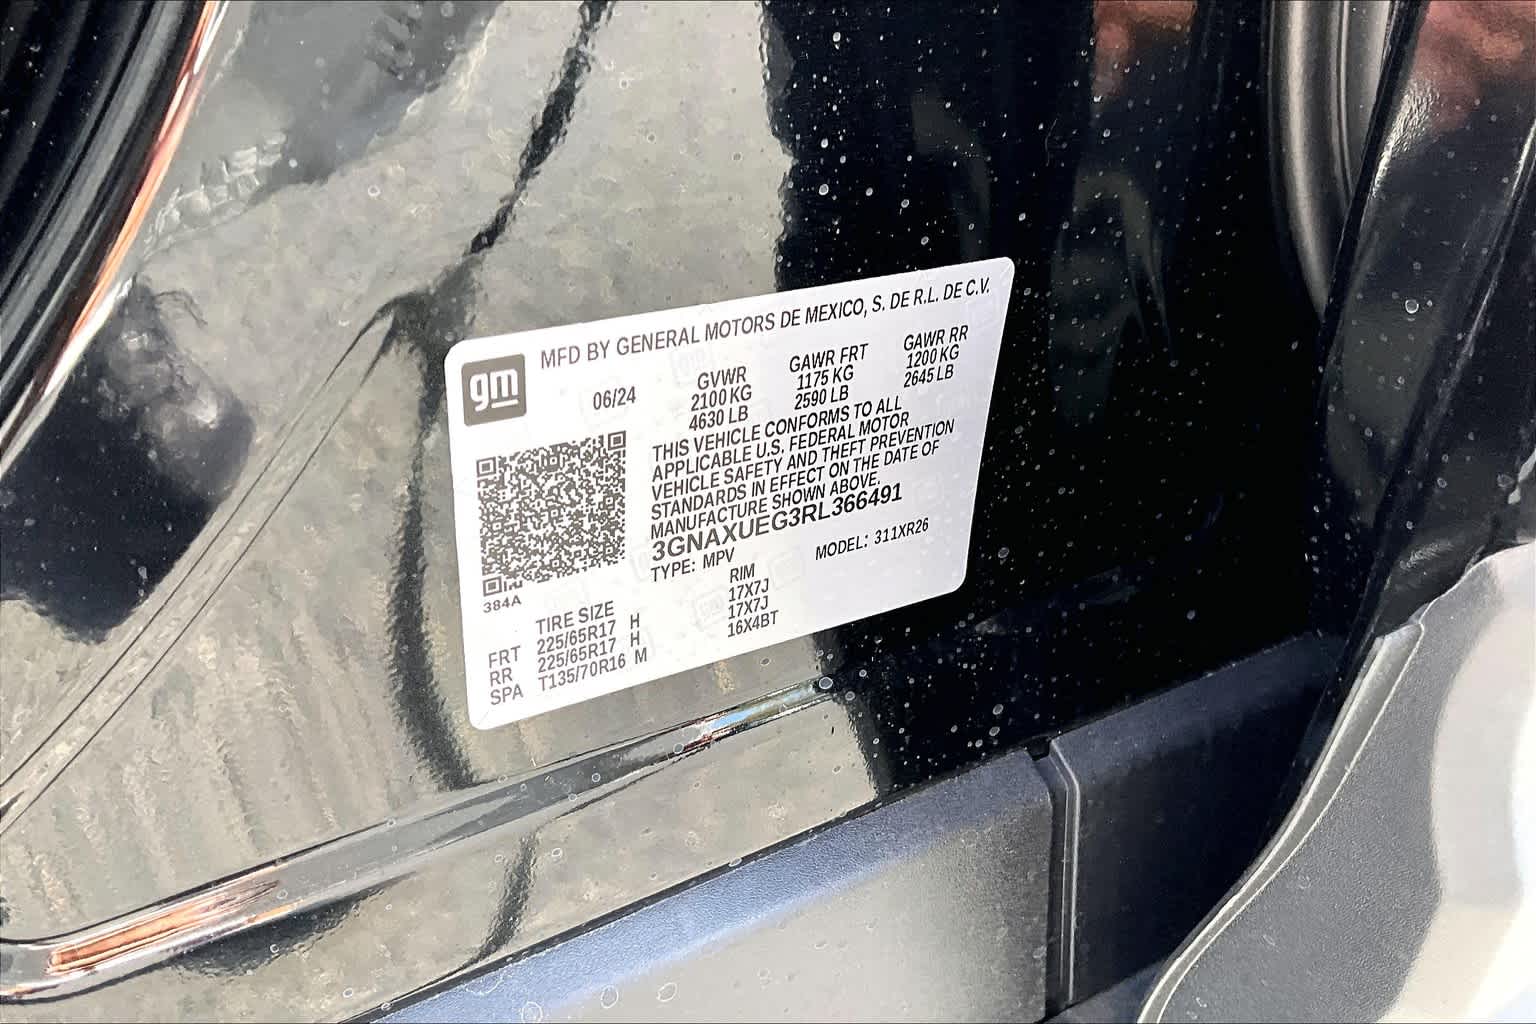 gm
MFD BY GENERAL MOTORS DE MEXICO, S. DE R.L. DE C.V.
06/24
GVWR GAWR FRT GAWR RR
2100 KG 1175 KG 1200 KG
4630 LB 2590 LB 2645 LB
THIS VEHICLE CONFORMS TO ALL
APPLICABLE U.S. FEDERAL MOTOR
VEHICLE SAFETY AND THEFT PREVENTION
STANDARDS IN EFFECT ON THE DATE OF
MANUFACTURE SHOWN ABOVE.
3GNAXUEG3RL366491
TYPE: MPV MODEL: 311XR26
384A
TIRE SIZE RIM
FRT 225/65R17 H 17X7J
RR 225/65R17 H 17X7J
SPA T135/70R16 M 16X4BT